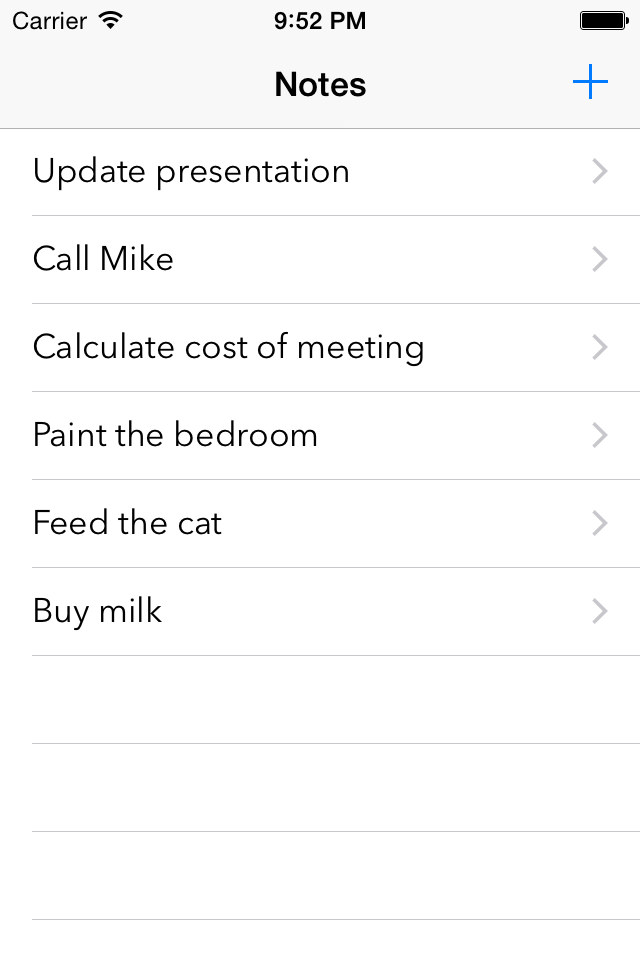 Carrier 9:52 PM
Notes
Update presentation
Call Mike
Calculate cost of meeting
Paint the bedroom
Feed the cat
Buy milk